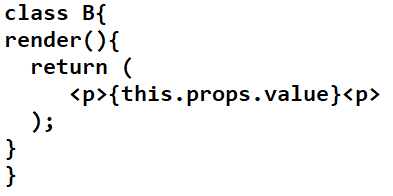 class B{
render(){
  return (
     <p>{this.props.value}<p>
  );
}
}